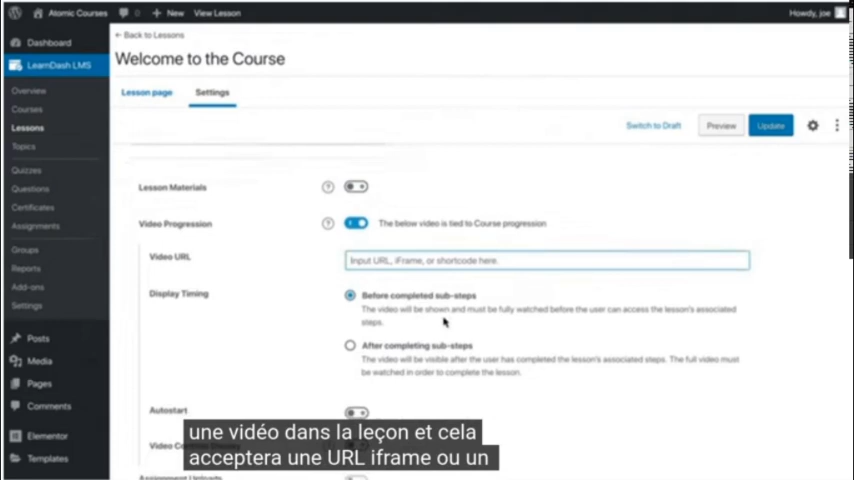 Atomic Courses 0 + New View Lesson Howdy, joe
Dashboard
LearnDash LMS
Overview
Courses
Lessons
Topics
Quizzes
Questions
Certificates
Assignments
Groups
Reports
Add-ons
Settings
Posts
Media
Pages
Comments
Elementor
Templates
← Back to Lessons
Welcome to the Course
Lesson page Settings
Switch to Draft Preview Update
Lesson Materials ?
Video Progression ? The below video is tied to Course progression
Video URL Input URL, iFrame, or shortcode here.
Display Timing Before completed sub-steps
The video will be shown and must be fully watched before the user can access the lesson's associated
steps.
After completing sub-steps
The video will be visible after the user has completed the lesson's associated steps. The full video must
be watched in order to complete the lesson.
Autostart
Video
une vidéo dans la leçon et cela
acceptera une URL iframe ou un